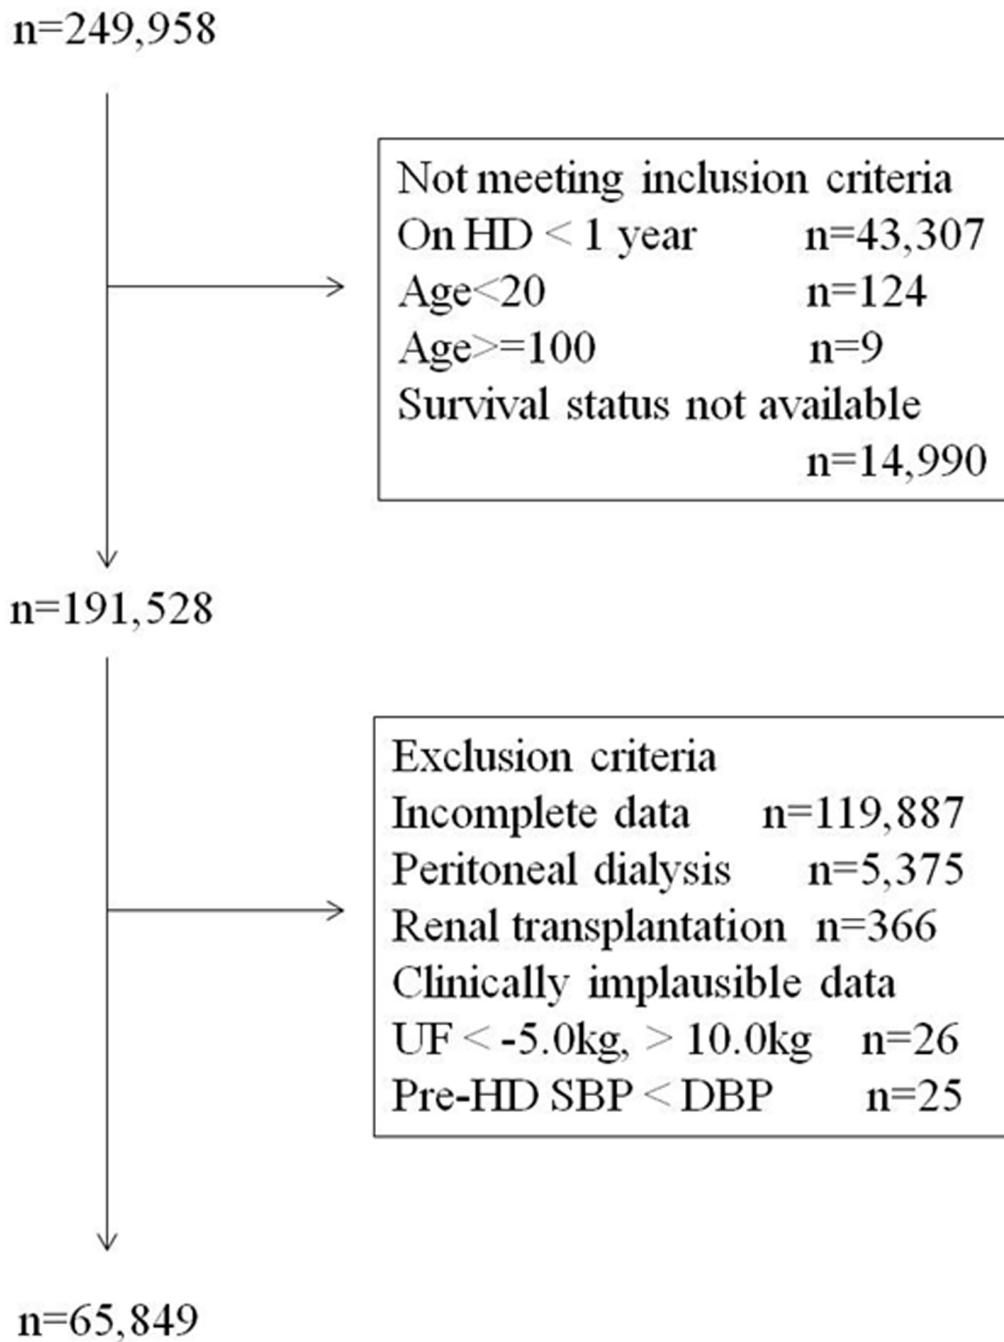 n=249,958
Not meeting inclusion criteria
On HD < 1 year n=43,307
Age<20 n=124
Age>=100 n=9
Survival status not available
n=14,990
n=191,528
Exclusion criteria
Incomplete data n=119,887
Peritoneal dialysis n=5,375
Renal transplantation n=366
Clinically implausible data
UF < -5.0kg, > 10.0kg n=26
Pre-HD SBP < DBP n=25
n=65,849